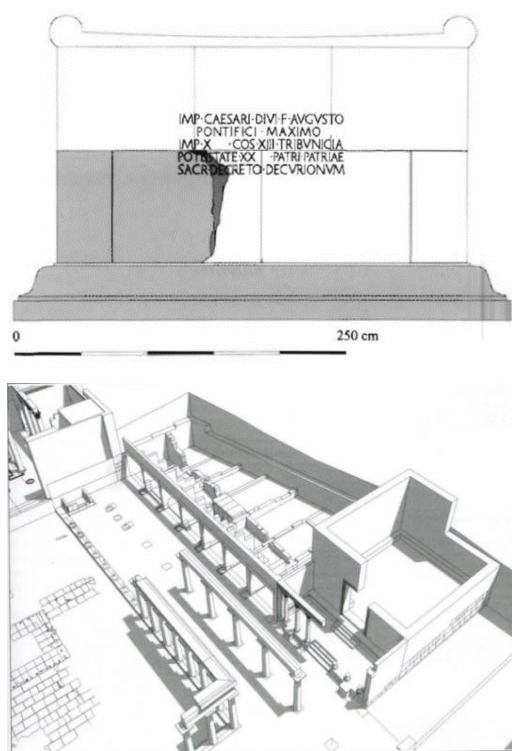 IMP·CAESARI·DIVI·F·AVGVSTO
PONTIFICI·MAXIMO
IMP·X ·COS·XIII·TRIBVNICIA
POTESTATE·XX ·PATRI·PATRIAE
SACR·DECRETO·DECVRIONVM
0 250 cm